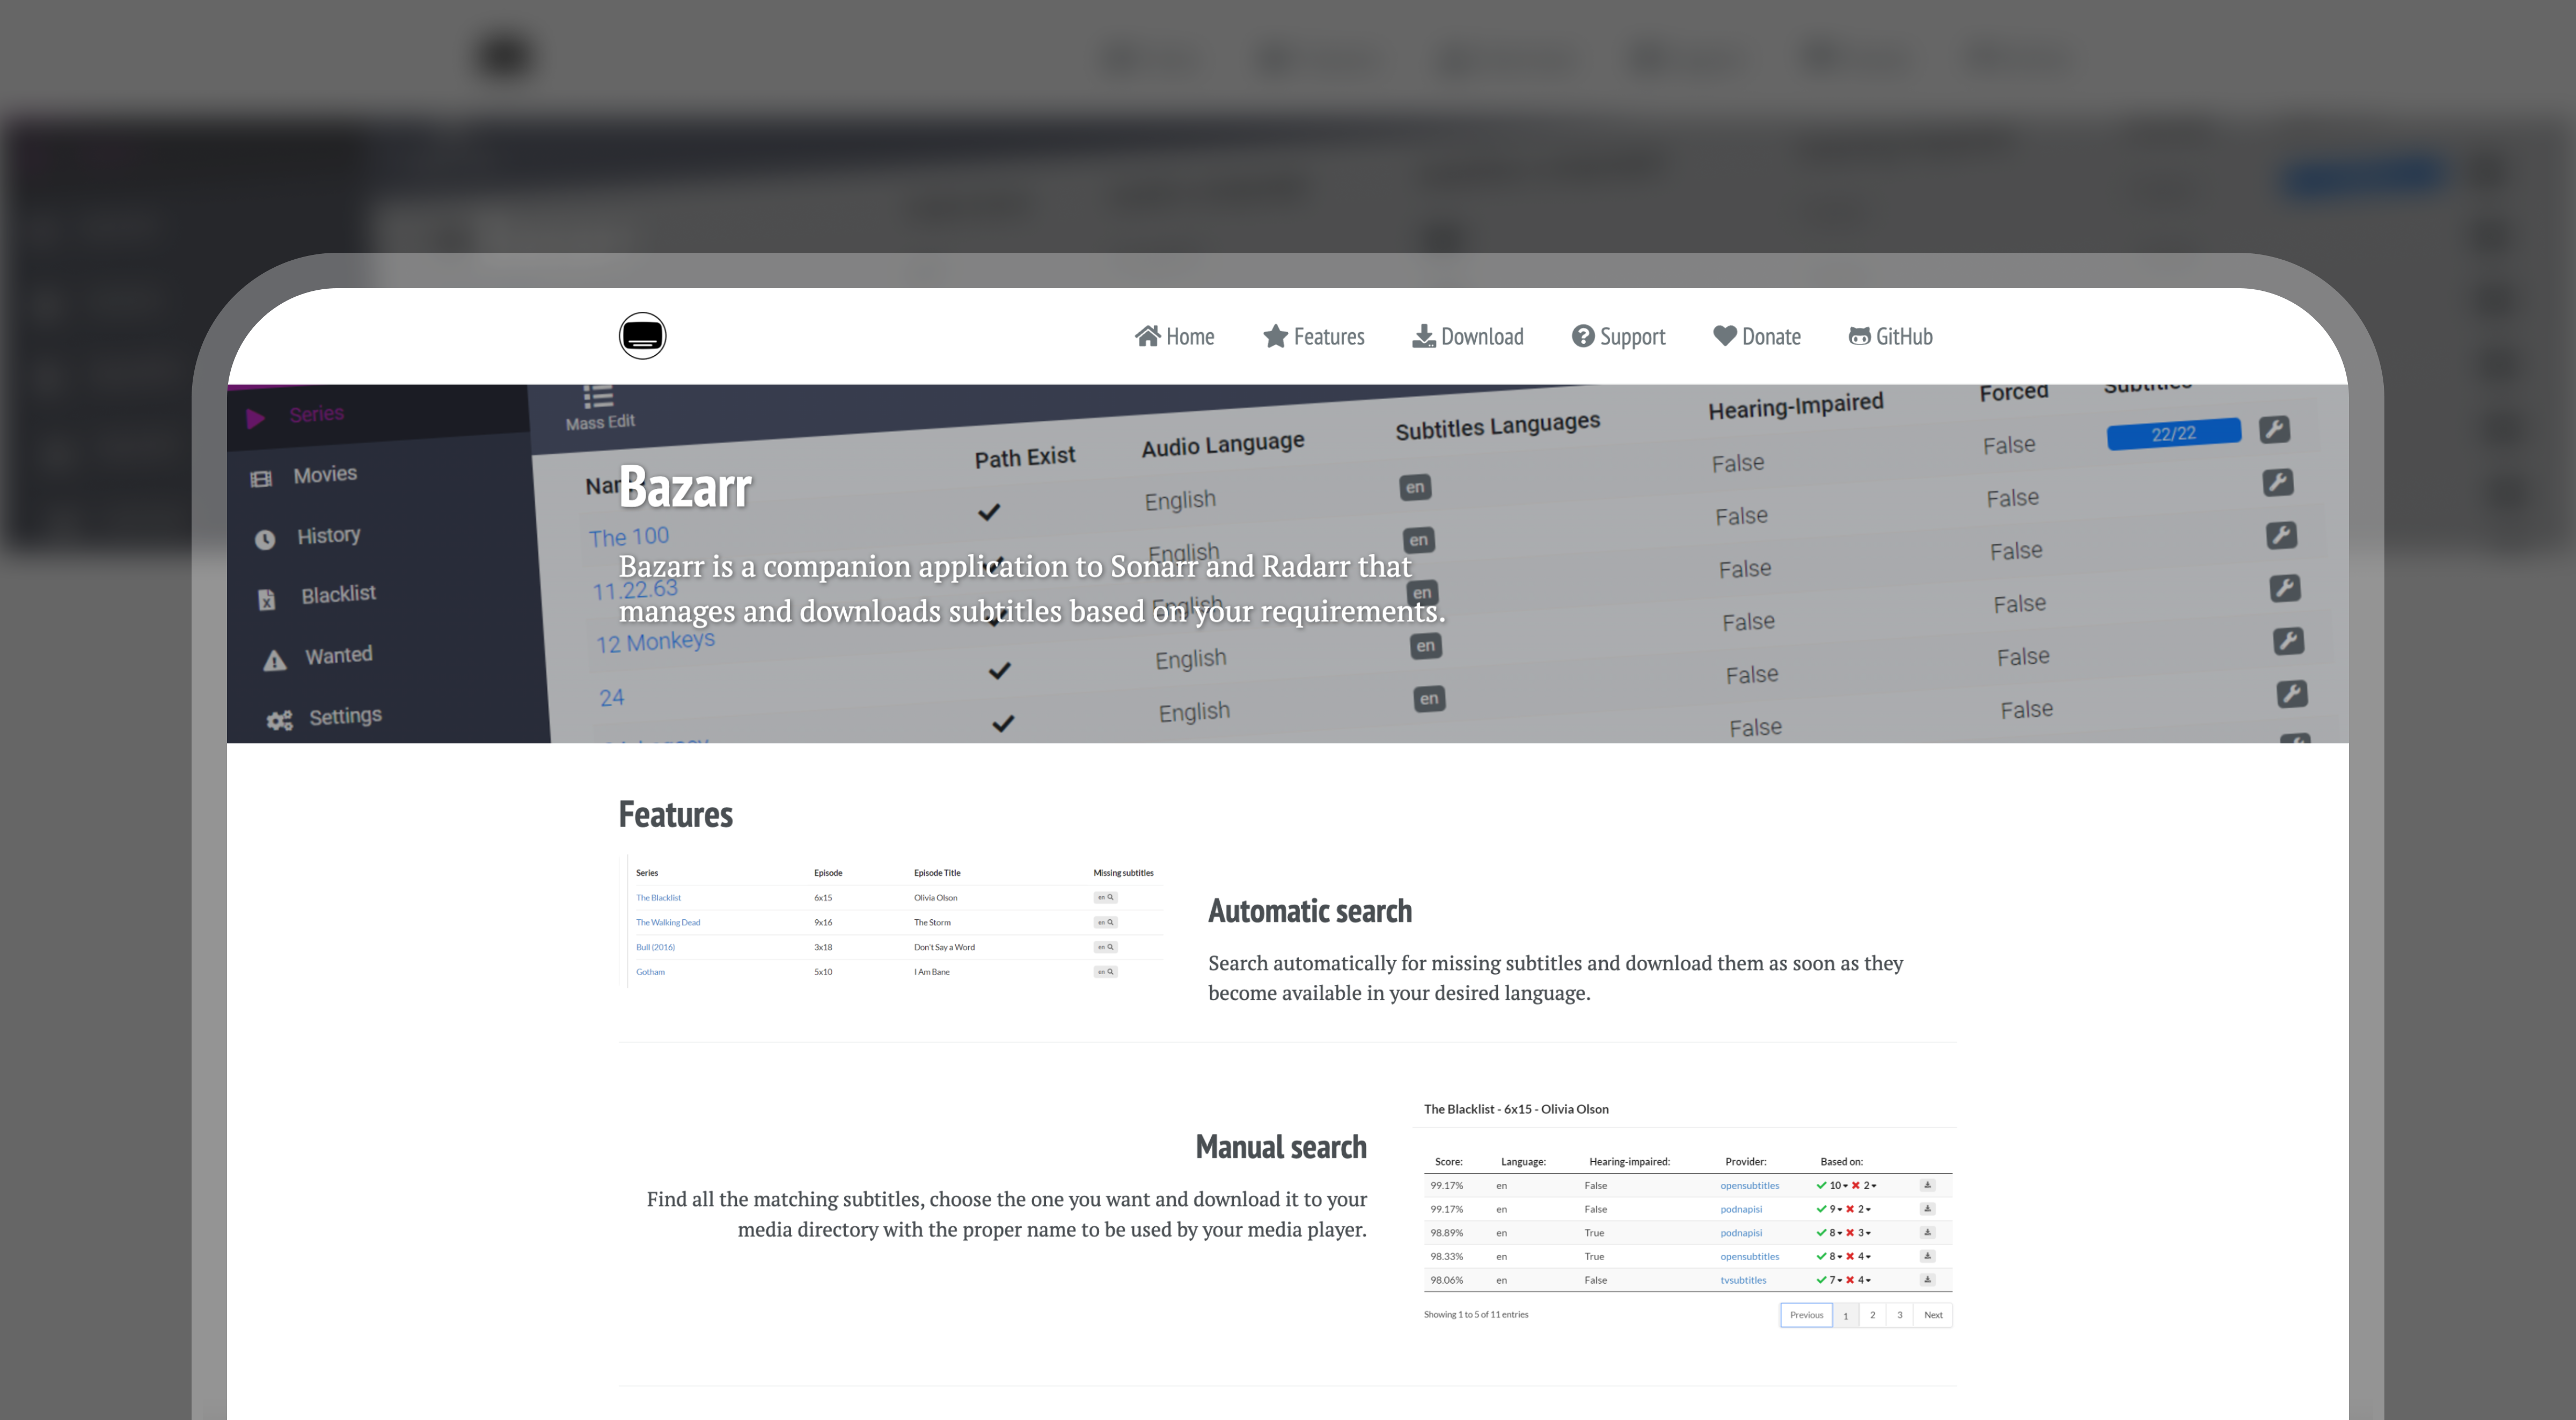 Home Features Download Support Donate GitHub
Series
Movies
History
Blacklist
Wanted
Settings
Mass Edit
Path Exist Audio Language Subtitles Languages Hearing-Impaired Forced Subtitles
The 100 English en False False 22/22
11.22.63 English en False False
12 Monkeys English en False False
24 English en False False
English en False False
False False
Bazarr
Bazarr is a companion application to Sonarr and Radarr that
manages and downloads subtitles based on your requirements.
Features
Series Episode Episode Title Missing subtitles
The Blacklist 6x15 Olivia Olson en
The Walking Dead 9x16 The Storm en
Bull (2016) 3x18 Don't Say a Word en
Gotham 5x10 I Am Bane en
Automatic search
Search automatically for missing subtitles and download them as soon as they
become available in your desired language.
Manual search
Find all the matching subtitles, choose the one you want and download it to your
media directory with the proper name to be used by your media player.
The Blacklist - 6x15 - Olivia Olson
Score: Language: Hearing-impaired: Provider: Based on:
99.17% en False opensubtitles 10 2
99.17% en False podnapisi 9 2
98.89% en True podnapisi 8 3
98.33% en True opensubtitles 8 4
98.06% en False tvsubtitles 7 4
Showing 1 to 5 of 11 entries
Previous 1 2 3 Next